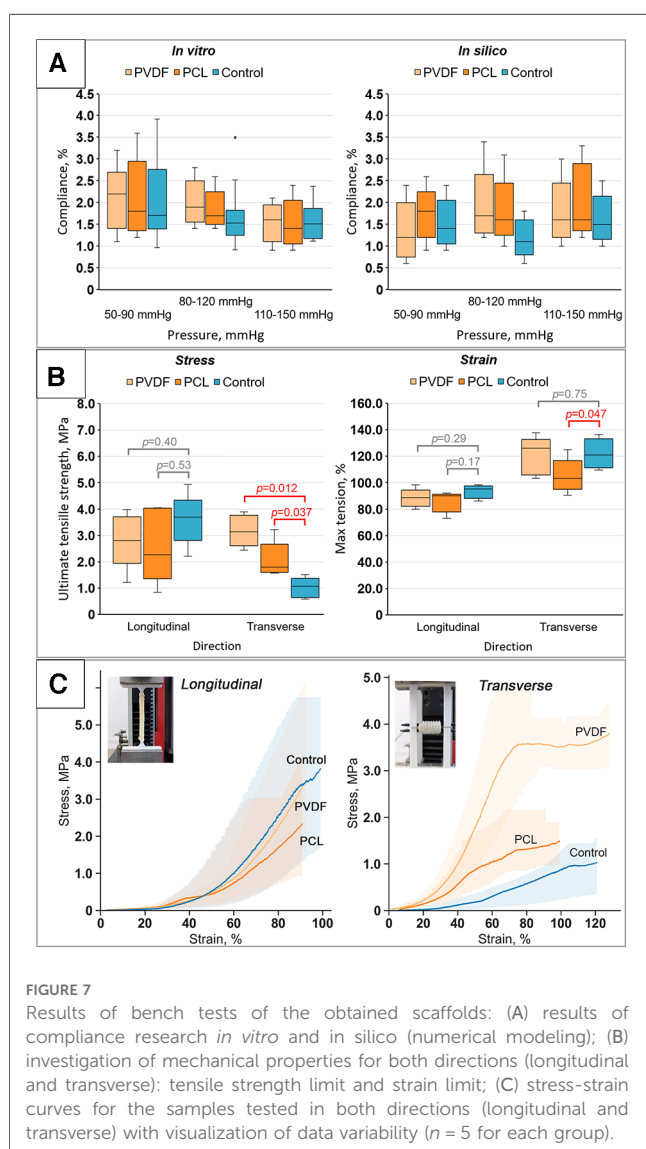 A
In vitro
PVDF PCL Control
Compliance, %
4.5
4.0
3.5
3.0
2.5
2.0
1.5
1.0
0.5
0
50-90 mmHg
80-120 mmHg
110-150 mmHg
Pressure, mmHg
In silico
PVDF PCL Control
Compliance, %
4.5
4.0
3.5
3.0
2.5
2.0
1.5
1.0
0.5
0
50-90 mmHg
80-120 mmHg
110-150 mmHg
Pressure, mmHg
B
Stress
PVDF PCL Control
Ultimate tensille strength, MPa
8.0
7.0
6.0
5.0
4.0
3.0
2.0
1.0
0
p=0.40
p=0.53
p=0.012
p=0.037
Longitudinal Transverse
Direction
Strain
PVDF PCL Control
Max tension, %
160.0
140.0
120.0
100.0
80.0
60.0
40.0
20.0
0
p=0.29
p=0.17
p=0.75
p=0.047
Longitudinal Transverse
Direction
C
Longitudinal
Stress, MPa
5.0
4.0
3.0
2.0
1.0
0
Control
PVDF
PCL
0 20 40 60 80 100
Strain, %
Transverse
Stress, MPa
5.0
4.0
3.0
2.0
1.0
0
PVDF
PCL
Control
0 20 40 60 80 100 120
Strain, %
FIGURE 7
Results of bench tests of the obtained scaffolds: (A) results of
compliance research in vitro and in silico (numerical modeling); (B)
investigation of mechanical properties for both directions (longitudinal
and transverse): tensile strength limit and strain limit; (C) stress-strain
curves for the samples tested in both directions (longitudinal and
transverse) with visualization of data variability (n = 5 for each group).